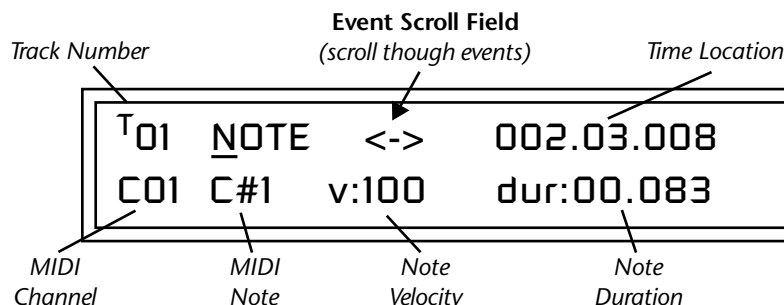 Event Scroll Field
Track Number
(scroll though events)
Time Location
T01 NOTE <-> 002.03.008
C01 C#1 v:100 dur:00.083
MIDI
Channel
MIDI
Note
Note
Velocity
Note
Duration